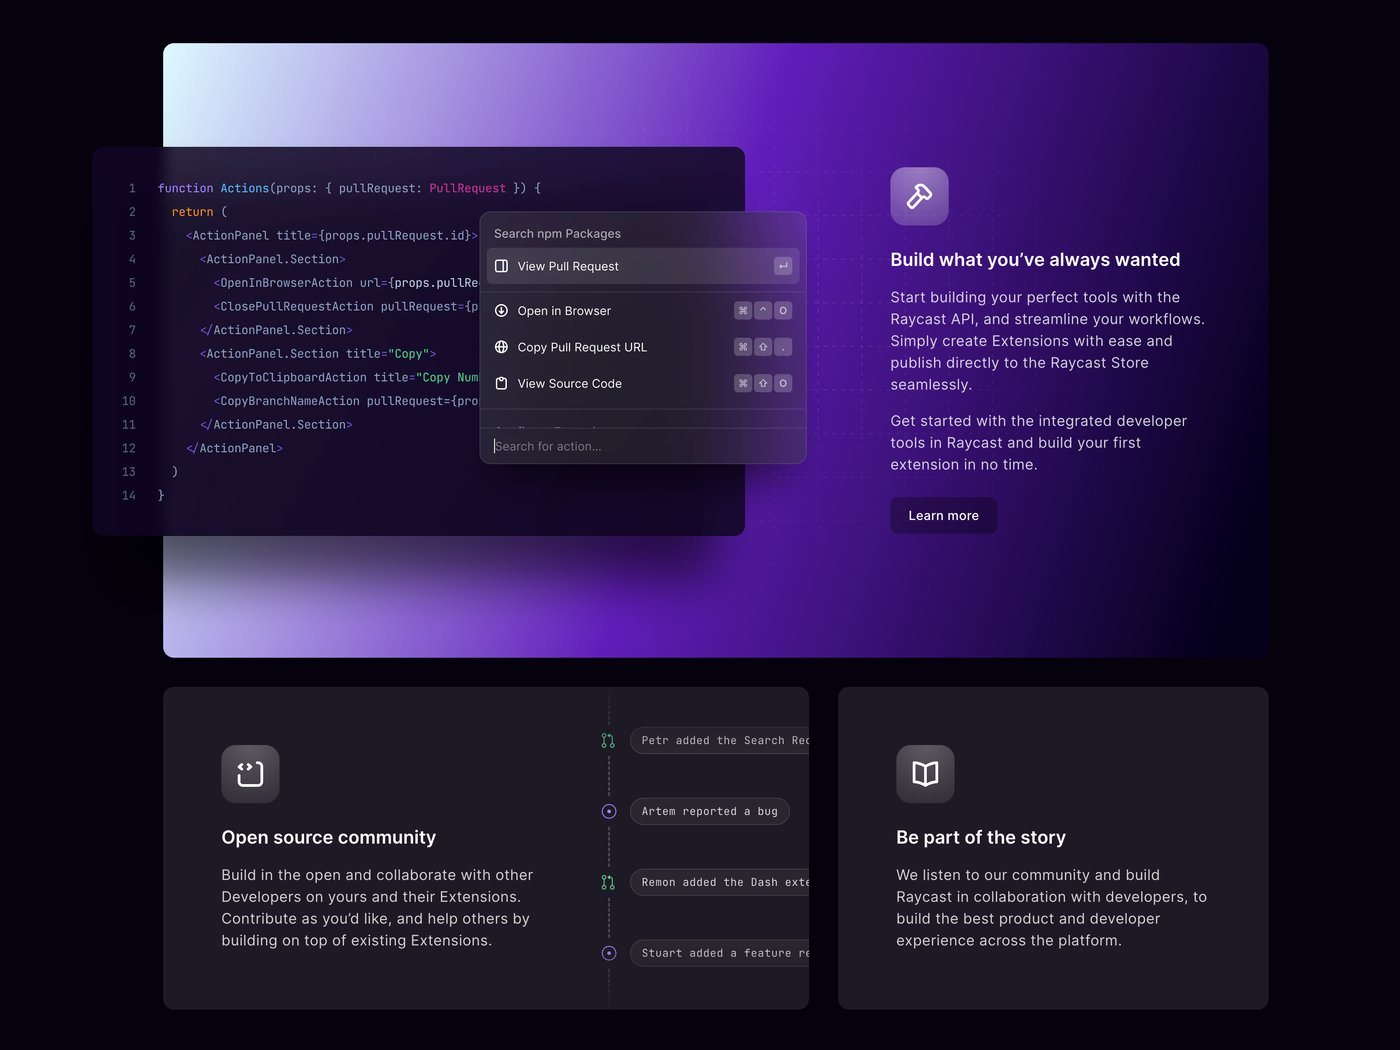 1 function Actions(props: { pullRequest: PullRequest }) {
2 return (
3 <ActionPanel title={props.pullRequest.id}>
4 <ActionPanel.Section>
5 <OpenInBrowserAction url={props.pullRe
6 <ClosePullRequestAction pullRequest={p
7 </ActionPanel.Section>
8 <ActionPanel.Section title="Copy">
9 <CopyToClipboardAction title="Copy Num
10 <CopyBranchNameAction pullRequest={pro
11 </ActionPanel.Section>
12 </ActionPanel>
13 )
14 }
Search npm Packages
View Pull Request ↵
Open in Browser ⌘ ^ O
Copy Pull Request URL ⌘ ⇧ .
View Source Code ⌘ ⇧ O
Search for action...
Build what you’ve always wanted
Start building your perfect tools with the
Raycast API, and streamline your workflows.
Simply create Extensions with ease and
publish directly to the Raycast Store
seamlessly.
Get started with the integrated developer
tools in Raycast and build your first
extension in no time.
Learn more
Open source community
Build in the open and collaborate with other
Developers on yours and their Extensions.
Contribute as you’d like, and help others by
building on top of existing Extensions.
Petr added the Search Rec
Artem reported a bug
Remon added the Dash exte
Stuart added a feature re
Be part of the story
We listen to our community and build
Raycast in collaboration with developers, to
build the best product and developer
experience across the platform.